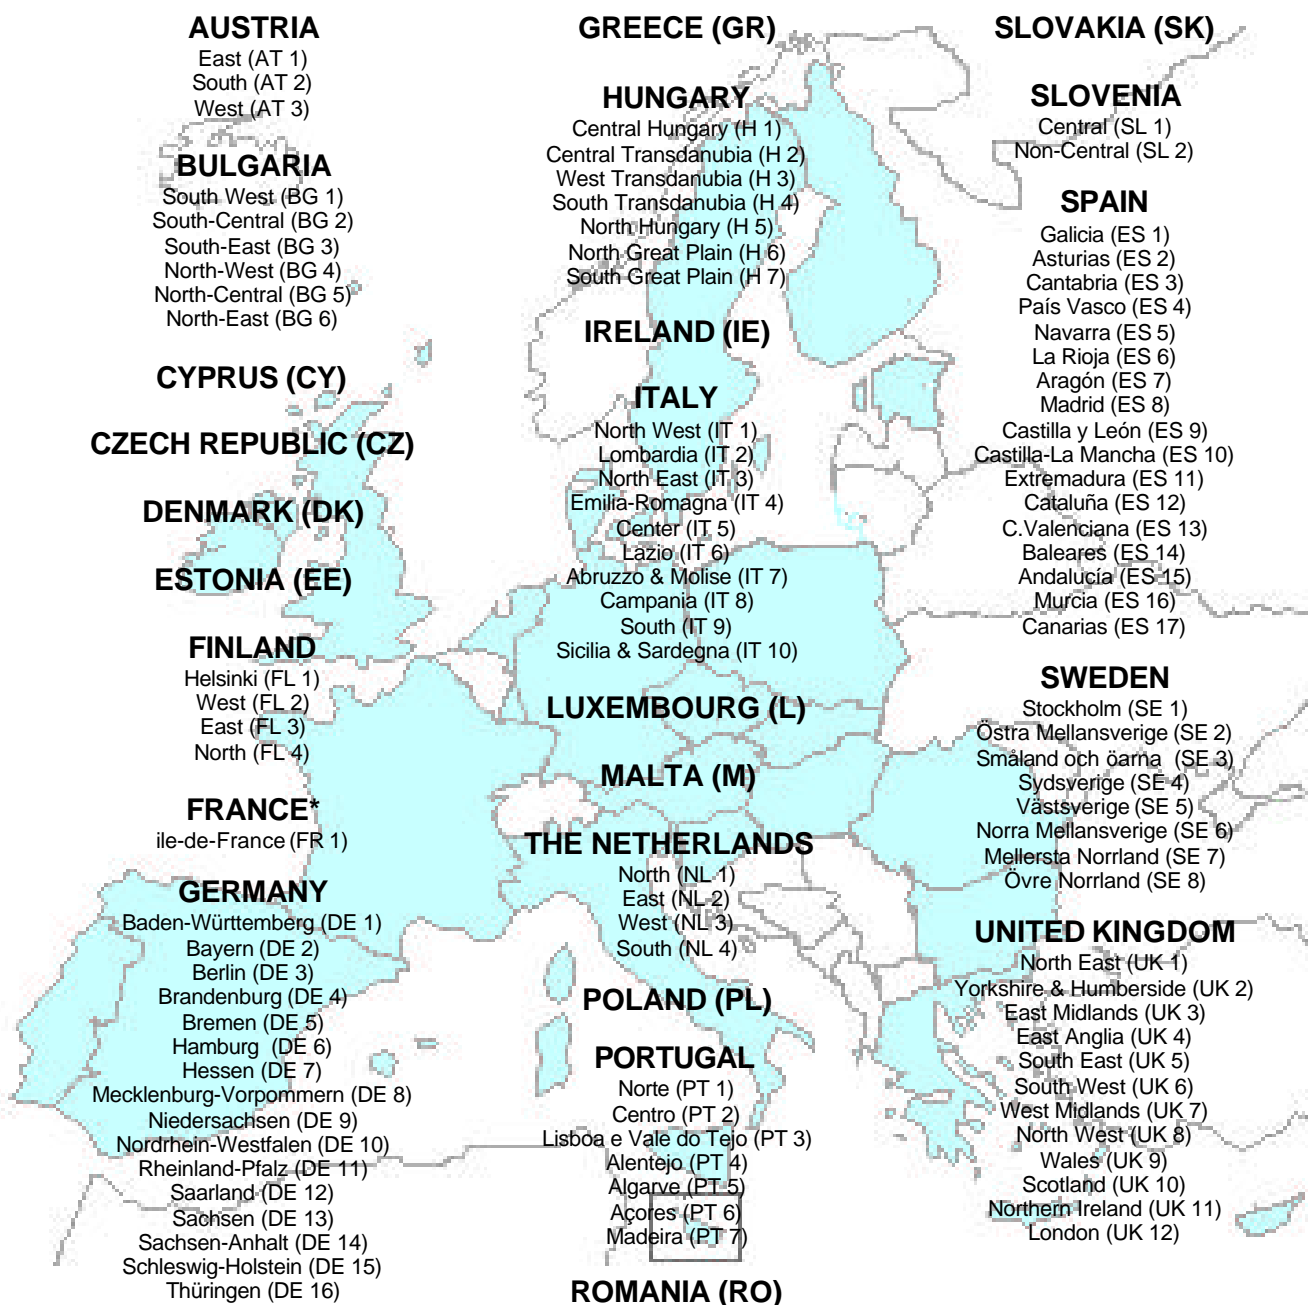 AUSTRIA
East (AT 1)
South (AT 2)
West (AT 3)
BULGARIA
South West (BG 1)
South-Central (BG 2)
South-East (BG 3)
North-West (BG 4)
North-Central (BG 5)
North-East (BG 6)
CYPRUS (CY)
CZECH REPUBLIC (CZ)
DENMARK (DK)
ESTONIA (EE)
FINLAND
Helsinki (FL 1)
West (FL 2)
East (FL 3)
North (FL 4)
FRANCE*
ile-de-France (FR 1)
GERMANY
Baden-Württemberg (DE 1)
Bayern (DE 2)
Berlin (DE 3)
Brandenburg (DE 4)
Bremen (DE 5)
Hamburg (DE 6)
Hessen (DE 7)
Mecklenburg-Vorpommern (DE 8)
Niedersachsen (DE 9)
Nordrhein-Westfalen (DE 10)
Rheinland-Pfalz (DE 11)
Saarland (DE 12)
Sachsen (DE 13)
Sachsen-Anhalt (DE 14)
Schleswig-Holstein (DE 15)
Thüringen (DE 16)
GREECE (GR)
HUNGARY
Central Hungary (H 1)
Central Transdanubia (H 2)
West Transdanubia (H 3)
South Transdanubia (H 4)
North Hungary (H 5)
North Great Plain (H 6)
South Great Plain (H 7)
IRELAND (IE)
ITALY
North West (IT 1)
Lombardia (IT 2)
North East (IT 3)
Emilia-Romagna (IT 4)
Center (IT 5)
Lazio (IT 6)
Abruzzo & Molise (IT 7)
Campania (IT 8)
South (IT 9)
Sicilia & Sardegna (IT 10)
LUXEMBOURG (L)
MALTA (M)
THE NETHERLANDS
North (NL 1)
East (NL 2)
West (NL 3)
South (NL 4)
POLAND (PL)
PORTUGAL
Norte (PT 1)
Centro (PT 2)
Lisboa e Vale do Tejo (PT 3)
Alentejo (PT 4)
Algarve (PT 5)
Açores (PT 6)
Madeira (PT 7)
ROMANIA (RO)
SLOVAKIA (SK)
SLOVENIA
Central (SL 1)
Non-Central (SL 2)
SPAIN
Galicia (ES 1)
Asturias (ES 2)
Cantabria (ES 3)
País Vasco (ES 4)
Navarra (ES 5)
La Rioja (ES 6)
Aragón (ES 7)
Madrid (ES 8)
Castilla y León (ES 9)
Castilla-La Mancha (ES 10)
Extremadura (ES 11)
Cataluña (ES 12)
C.Valenciana (ES 13)
Baleares (ES 14)
Andalucía (ES 15)
Murcia (ES 16)
Canarias (ES 17)
SWEDEN
Stockholm (SE 1)
Östra Mellansverige (SE 2)
Småland och öarna (SE 3)
Sydsverige (SE 4)
Västsverige (SE 5)
Norra Mellansverige (SE 6)
Mellersta Norrland (SE 7)
Övre Norrland (SE 8)
UNITED KINGDOM
North East (UK 1)
Yorkshire & Humberside (UK 2)
East Midlands (UK 3)
East Anglia (UK 4)
South East (UK 5)
South West (UK 6)
West Midlands (UK 7)
North West (UK 8)
Wales (UK 9)
Scotland (UK 10)
Northern Ireland (UK 11)
London (UK 12)